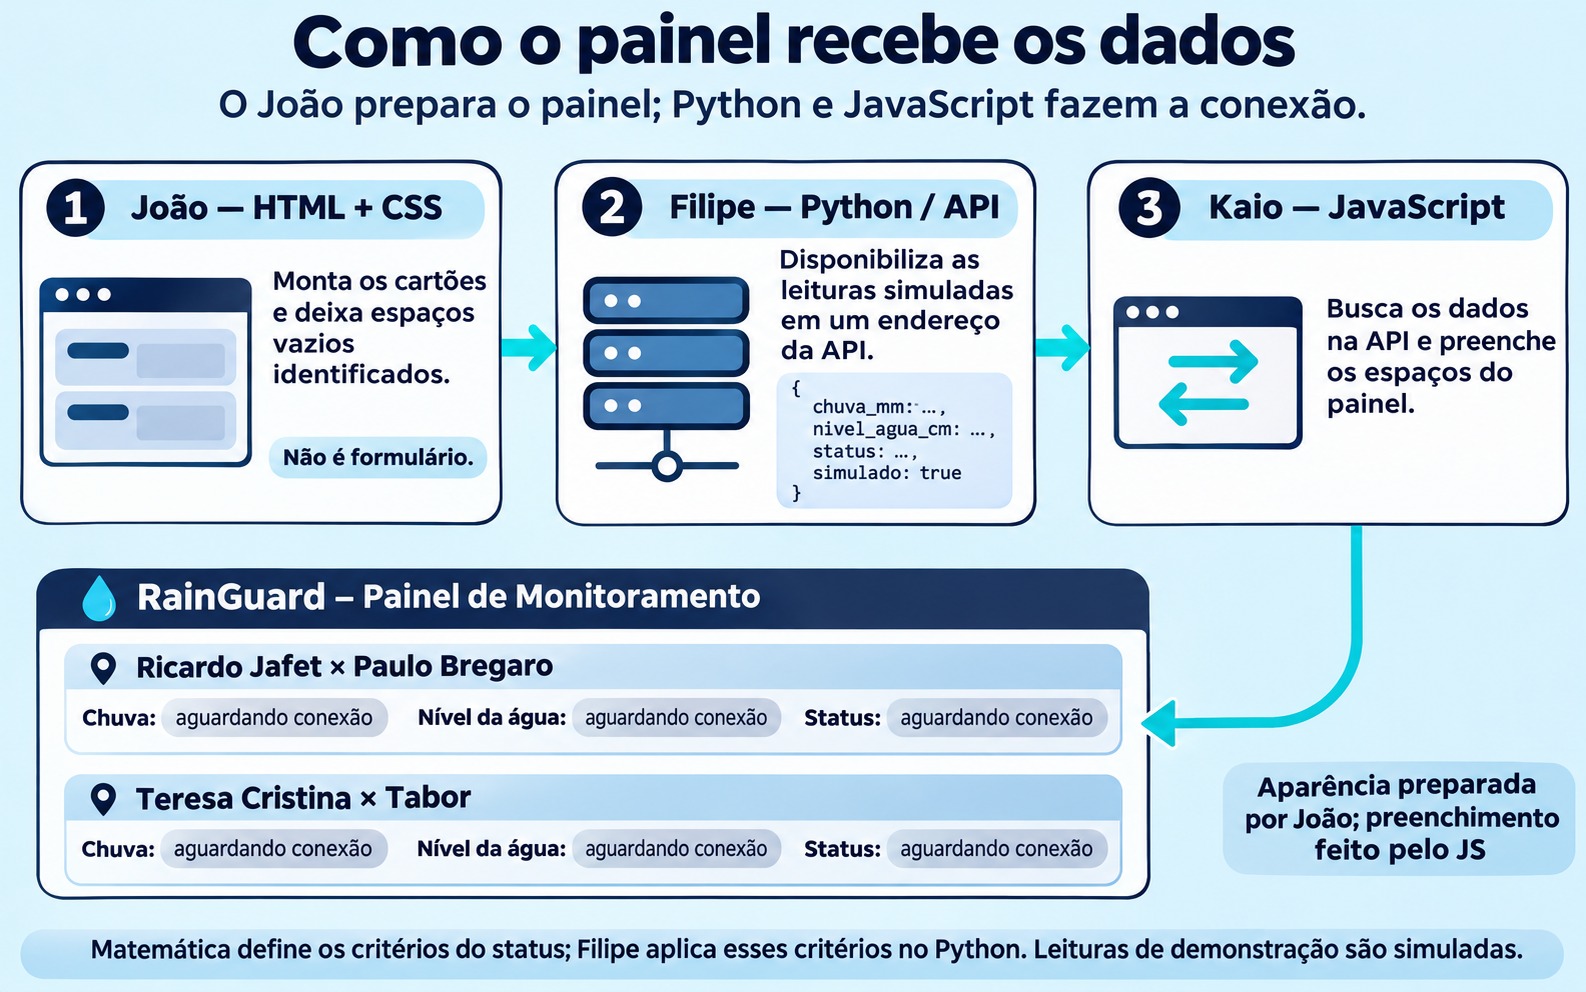 Como o painel recebe os dados
O João prepara o painel; Python e JavaScript fazem a conexão.
1 João — HTML + CSS
Monta os cartões
e deixa espaços
vazios
identificados.
Não é formulário.
2 Filipe — Python / API
Disponibiliza as
leituras simuladas
em um endereço
da API.
{
chuva_mm: ...,
nivel_agua_cm: ...,
status: ...,
simulado: true
}
3 Kaio — JavaScript
Busca os dados
na API e preenche
os espaços do
painel.
RainGuard – Painel de Monitoramento
Ricardo Jafet × Paulo Bregaro
Chuva: aguardando conexão Nível da água: aguardando conexão Status: aguardando conexão
Teresa Cristina × Tabor
Chuva: aguardando conexão Nível da água: aguardando conexão Status: aguardando conexão
Aparência preparada
por João; preenchimento
feito pelo JS
Matemática define os critérios do status; Filipe aplica esses critérios no Python. Leituras de demonstração são simuladas.